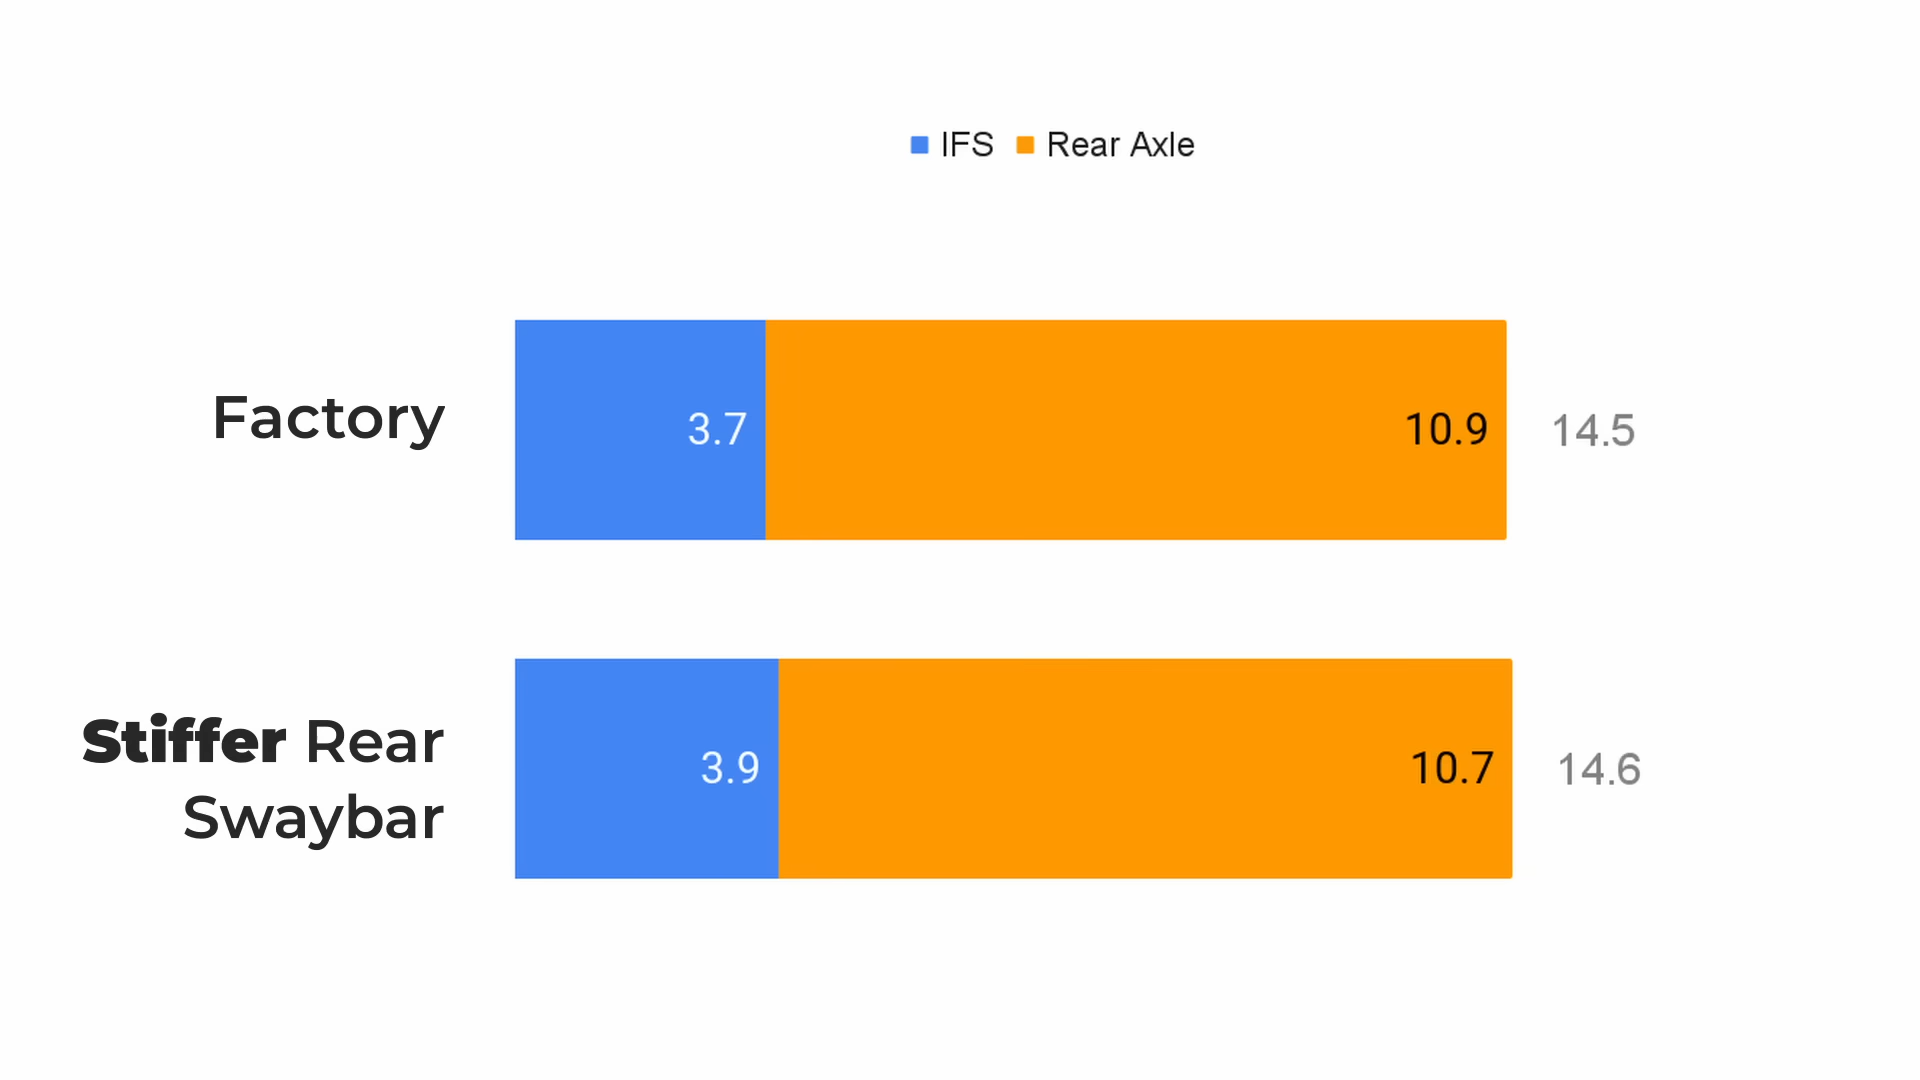 IFS Rear Axle
Factory
3.7 10.9 14.5
Stiffer Rear
Swaybar
3.9 10.7 14.6